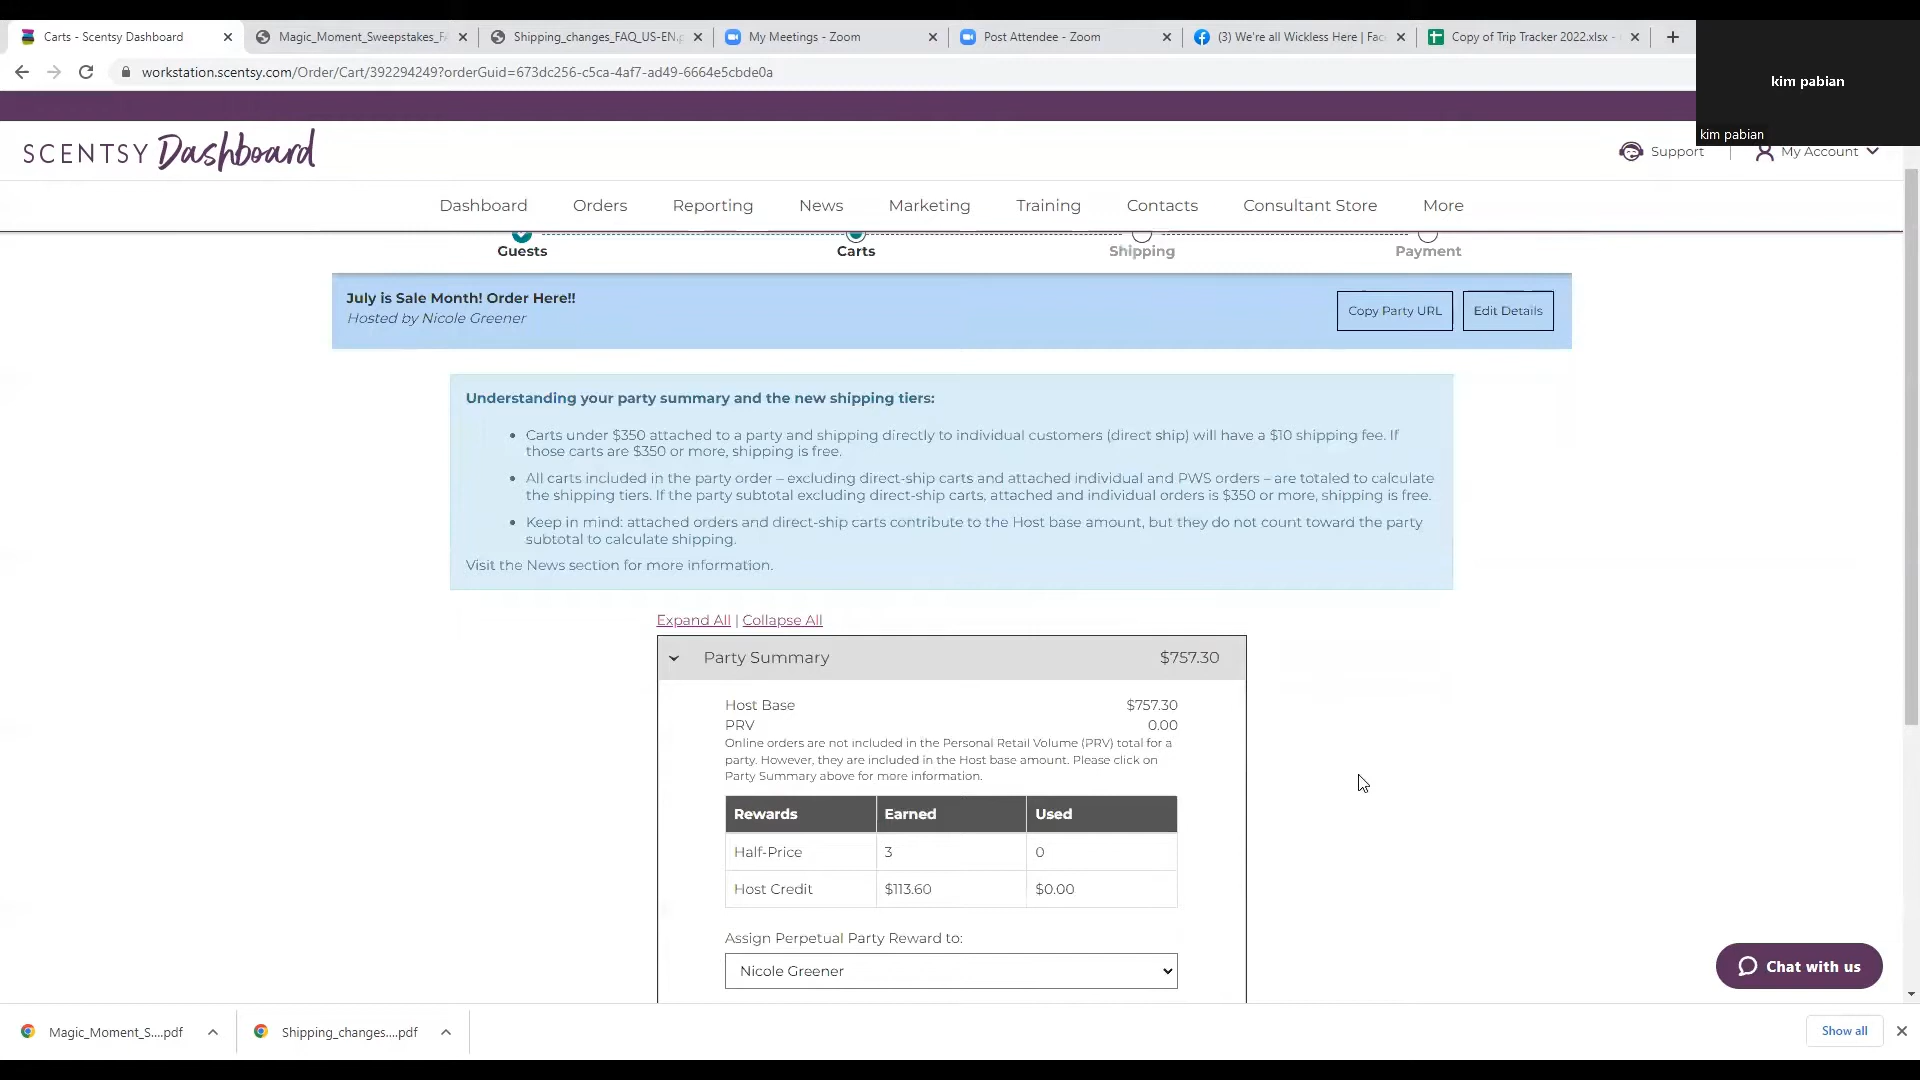 Carts - Scentsy Dashboard
Magic_Moment_Sweepstakes_FA
Shipping_changes_FAQ_US-EN.p
My Meetings - Zoom
Post Attendee - Zoom
(3) We're all Wickless Here | Fac
Copy of Trip Tracker 2022.xlsx -
workstation.scentsy.com/Order/Cart/392294249?orderGuid=673dc256-c5ca-4af7-ad49-6664e5cbde0a
kim pabian
kim pabian
SCENTSY Dashboard
Support
My Account
Dashboard
Orders
Reporting
News
Marketing
Training
Contacts
Consultant Store
More
Guests
Carts
Shipping
Payment
July is Sale Month! Order Here!!
Hosted by Nicole Greener
Copy Party URL
Edit Details
Understanding your party summary and the new shipping tiers:
• Carts under $350 attached to a party and shipping directly to individual customers (direct ship) will have a $10 shipping fee. If
those carts are $350 or more, shipping is free.
• All carts included in the party order – excluding direct-ship carts and attached individual and PWS orders – are totaled to calculate
the shipping tiers. If the party subtotal excluding direct-ship carts, attached and individual orders is $350 or more, shipping is free.
• Keep in mind: attached orders and direct-ship carts contribute to the Host base amount, but they do not count toward the party
subtotal to calculate shipping.
Visit the News section for more information.
Expand All | Collapse All
Party Summary $757.30
Host Base $757.30
PRV 0.00
Online orders are not included in the Personal Retail Volume (PRV) total for a
party. However, they are included in the Host base amount. Please click on
Party Summary above for more information.
Rewards Earned Used
Half-Price 3 0
Host Credit $113.60 $0.00
Assign Perpetual Party Reward to:
Nicole Greener
Chat with us
Magic_Moment_S....pdf
Shipping_changes....pdf
Show all